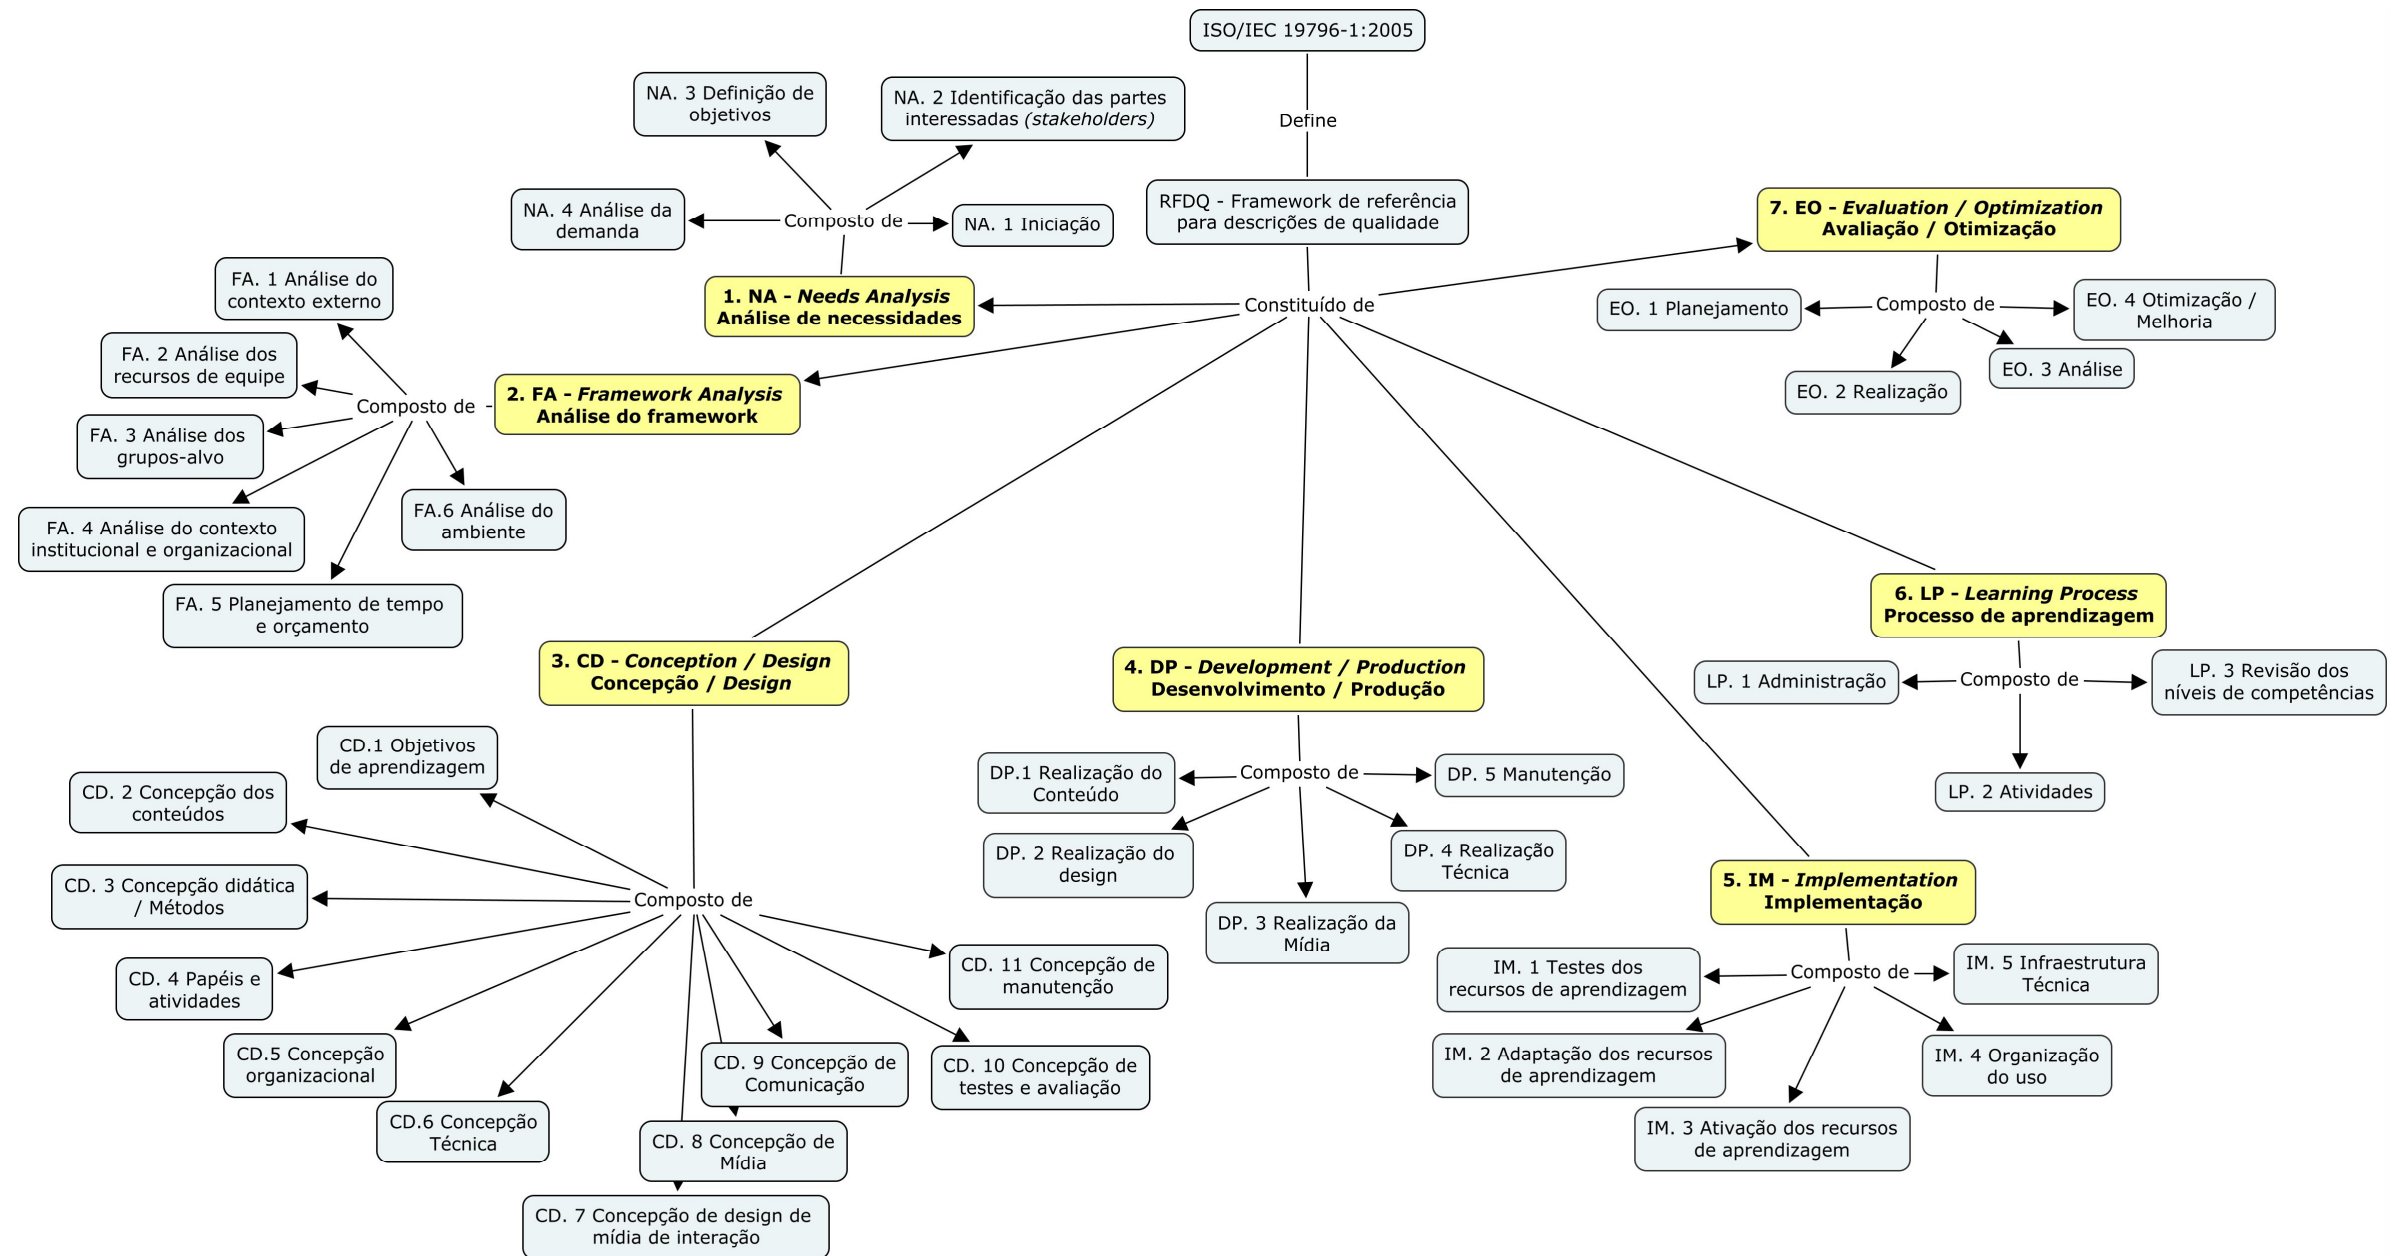 ISO/IEC 19796-1:2005
Define
RFDQ - Framework de referência
para descrições de qualidade
Constituído de
1. NA - Needs Analysis
Análise de necessidades
Composto de
NA. 1 Iniciação
NA. 2 Identificação das partes
interessadas (stakeholders)
NA. 3 Definição de
objetivos
NA. 4 Análise da
demanda
2. FA - Framework Analysis
Análise do framework
Composto de
FA. 1 Análise do
contexto externo
FA. 2 Análise dos
recursos de equipe
FA. 3 Análise dos
grupos-alvo
FA. 4 Análise do contexto
institucional e organizacional
FA. 5 Planejamento de tempo
e orçamento
FA.6 Análise do
ambiente
3. CD - Conception / Design
Concepção / Design
Composto de
CD.1 Objetivos
de aprendizagem
CD. 2 Concepção dos
conteúdos
CD. 3 Concepção didática
/ Métodos
CD. 4 Papéis e
atividades
CD.5 Concepção
organizacional
CD.6 Concepção
Técnica
CD. 7 Concepção de design de
mídia de interação
CD. 8 Concepção de
Mídia
CD. 9 Concepção de
Comunicação
CD. 10 Concepção de
testes e avaliação
CD. 11 Concepção de
manutenção
4. DP - Development / Production
Desenvolvimento / Produção
Composto de
DP.1 Realização do
Conteúdo
DP. 2 Realização do
design
DP. 3 Realização da
Mídia
DP. 4 Realização
Técnica
DP. 5 Manutenção
5. IM - Implementation
Implementação
Composto de
IM. 1 Testes dos
recursos de aprendizagem
IM. 2 Adaptação dos recursos
de aprendizagem
IM. 3 Ativação dos recursos
de aprendizagem
IM. 4 Organização
do uso
IM. 5 Infraestrutura
Técnica
6. LP - Learning Process
Processo de aprendizagem
Composto de
LP. 1 Administração
LP. 2 Atividades
LP. 3 Revisão dos
níveis de competências
7. EO - Evaluation / Optimization
Avaliação / Otimização
Composto de
EO. 1 Planejamento
EO. 2 Realização
EO. 3 Análise
EO. 4 Otimização /
Melhoria